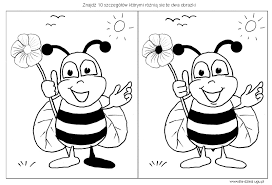 Znajdź 10 szczegółów którymi różnią się te dwa obrazki